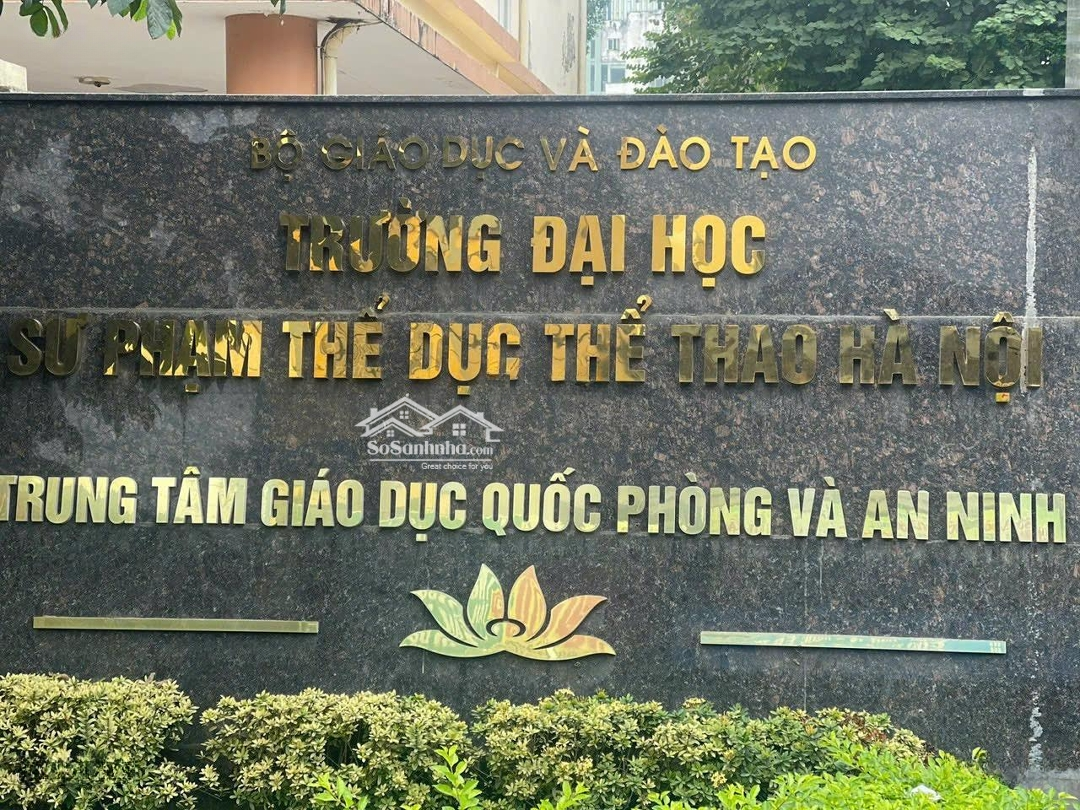 BỘ GIÁO DỤC VÀ ĐÀO TẠO
TRƯỜNG ĐẠI HỌC
SƯ PHẠM THỂ DỤC THỂ THAO HÀ NỘI
SoSanhnha.com
Great choice for you
TRUNG TÂM GIÁO DỤC QUỐC PHÒNG VÀ AN NINH